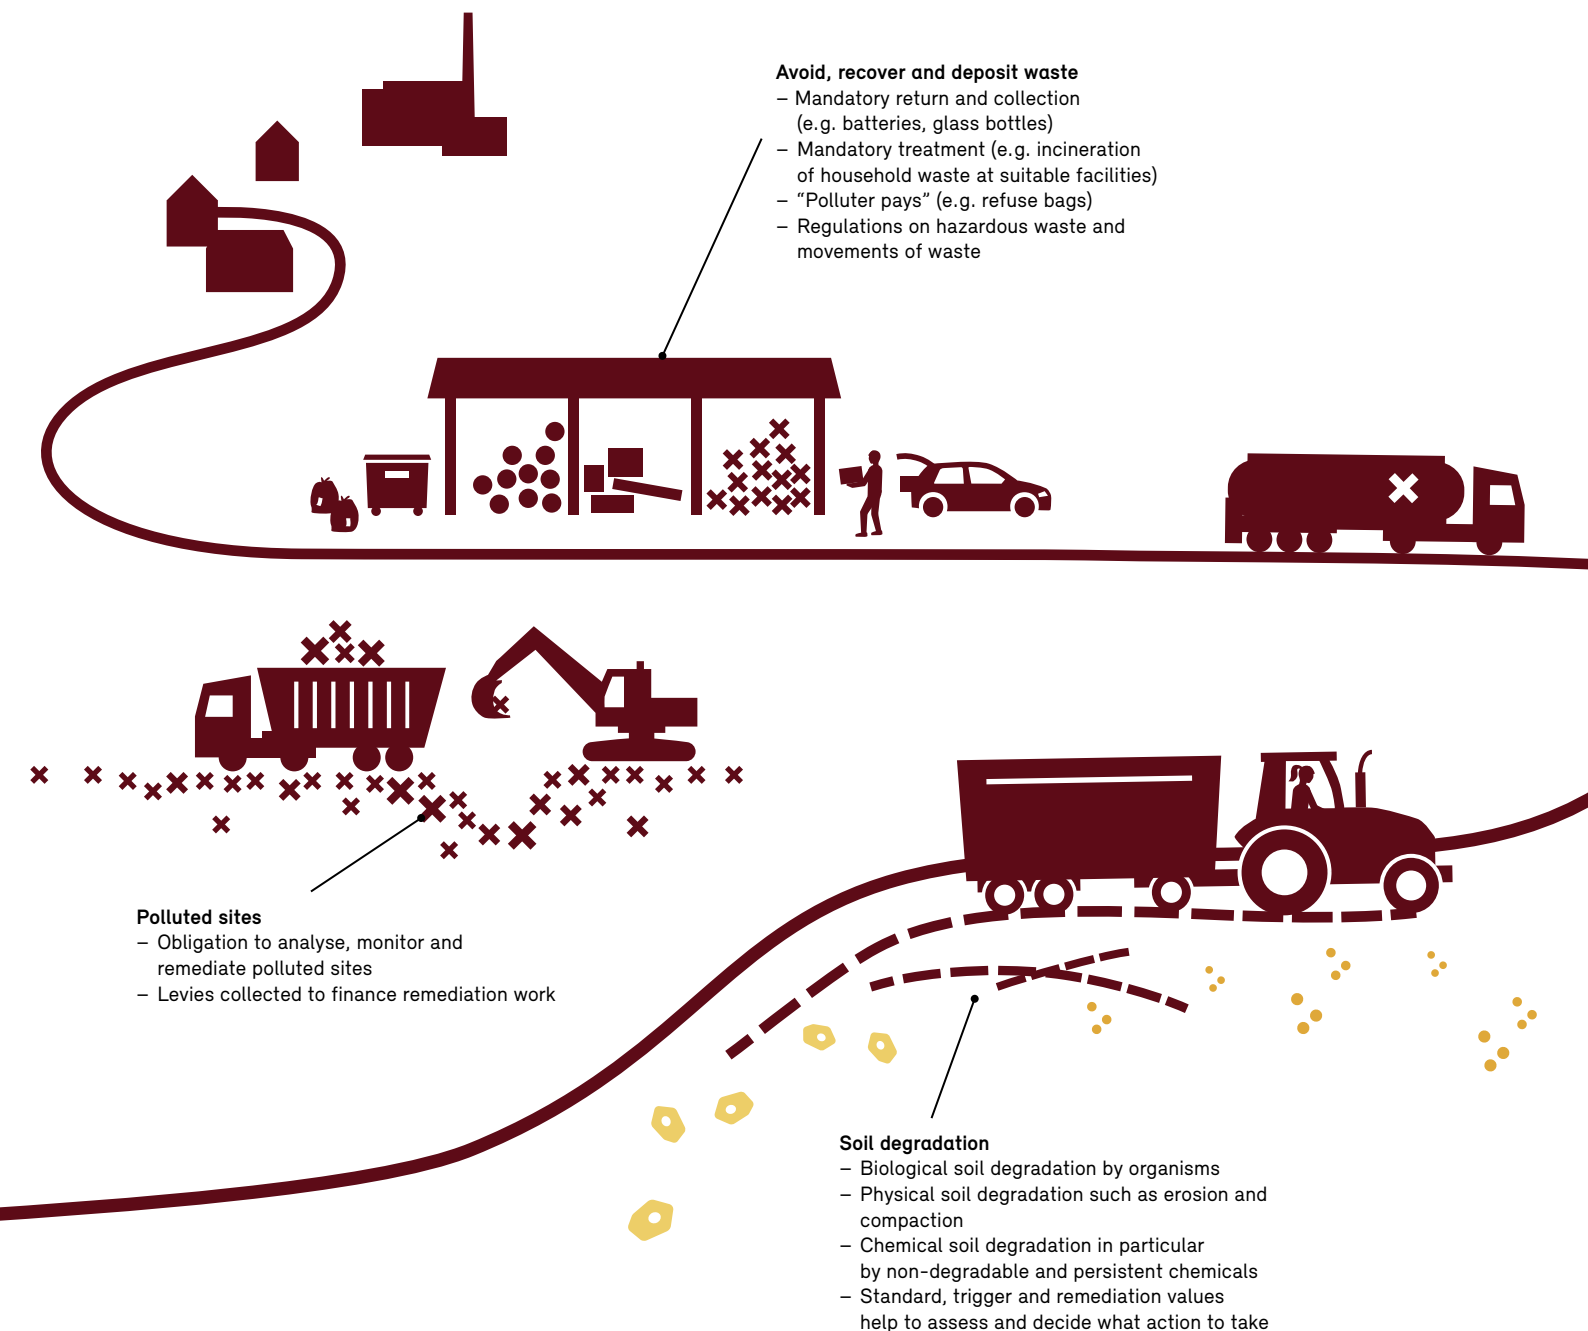 Avoid, recover and deposit waste
– Mandatory return and collection
(e.g. batteries, glass bottles)
– Mandatory treatment (e.g. incineration
of household waste at suitable facilities)
– “Polluter pays” (e.g. refuse bags)
– Regulations on hazardous waste and
movements of waste
Polluted sites
– Obligation to analyse, monitor and
remediate polluted sites
– Levies collected to finance remediation work
Soil degradation
– Biological soil degradation by organisms
– Physical soil degradation such as erosion and
compaction
– Chemical soil degradation in particular
by non-degradable and persistent chemicals
– Standard, trigger and remediation values
help to assess and decide what action to take